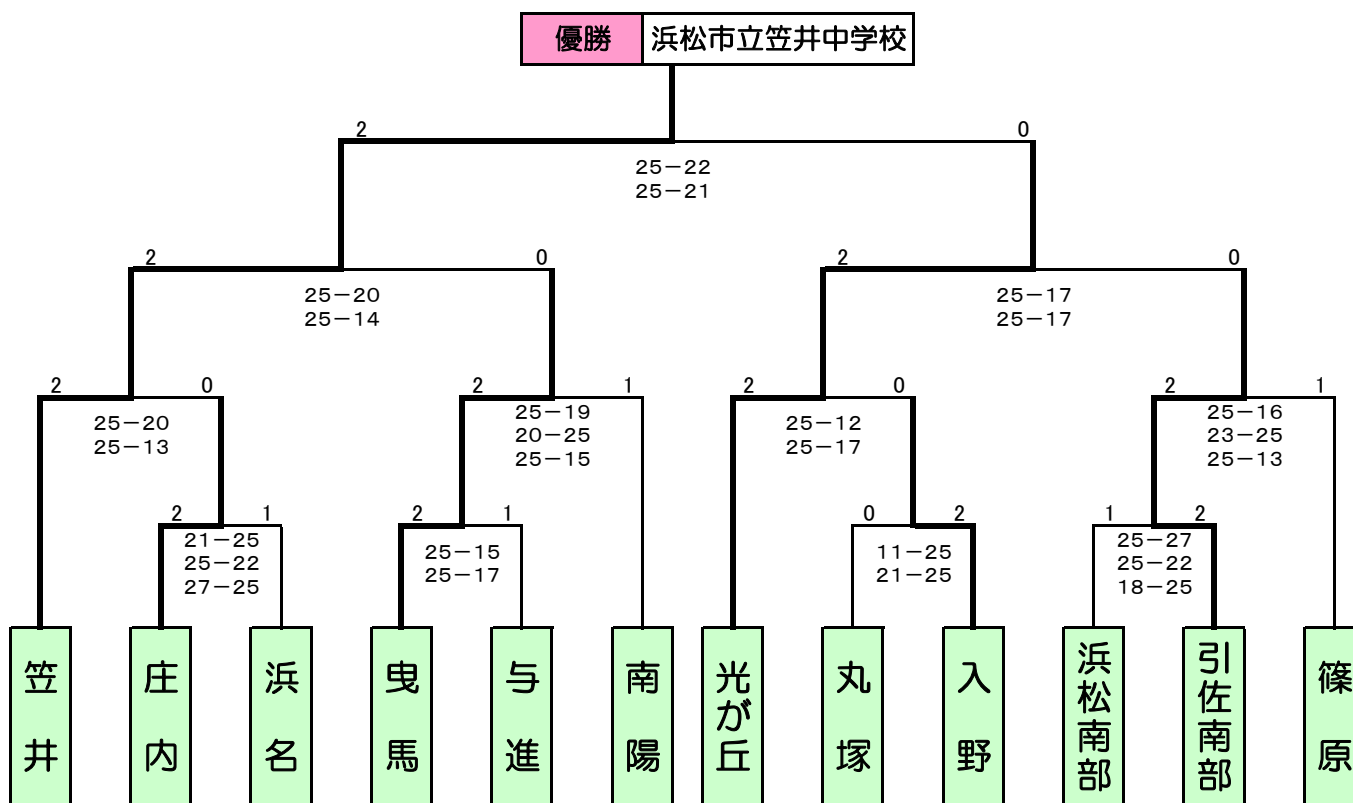 優勝 浜松市立笠井中学校
2 0
25－22
25－21
2 0 2 0
25－20 25－17
25－14 25－17
2 0 2 1 2 0 2 1
25－20 25－19 25－12 25－16
25－13 20－25 25－17 23－25
25－15 25－13
2 1 2 1 0 2 1 2
21－25 25－15 11－25 25－27
25－22 25－17 21－25 25－22
27－25 18－25
笠井
庄内
浜名
曳馬
与進
南陽
光が丘
丸塚
入野
浜松南部
引佐南部
篠原